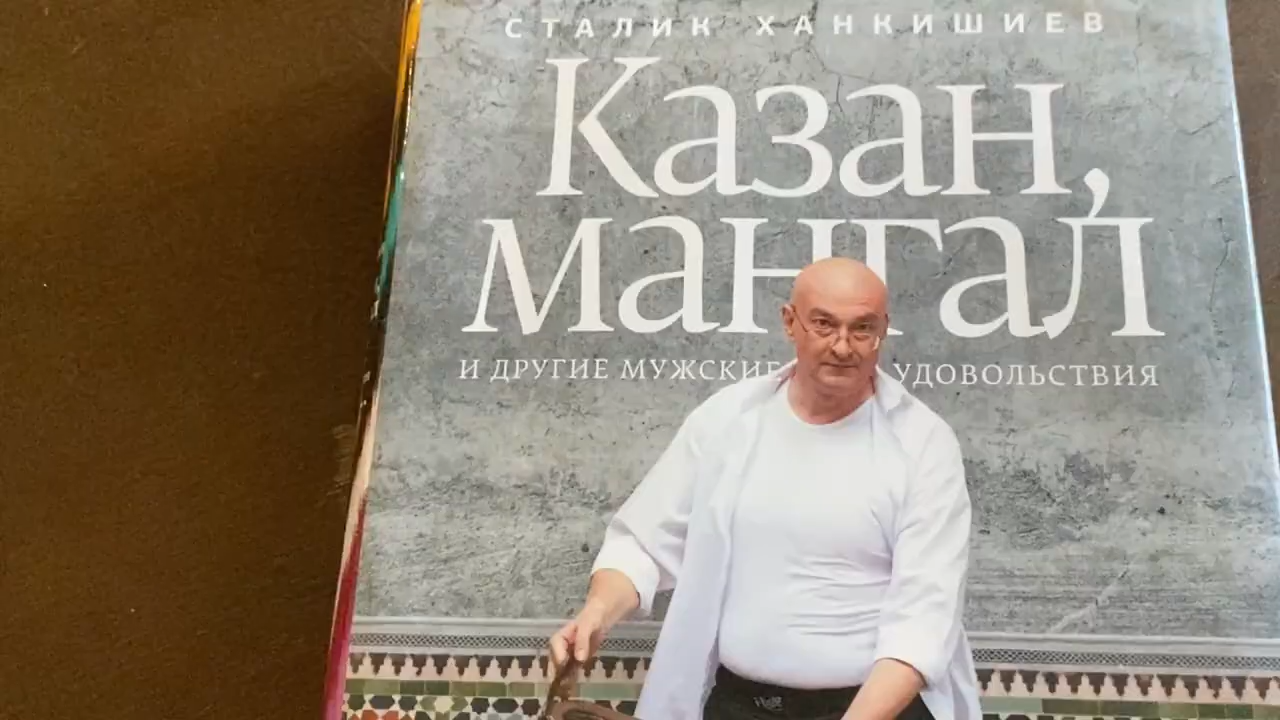 СТАЛИК ХАНКИШИЕВ
Казан,
мангал
И ДРУГИЕ МУЖСКИЕ УДОВОЛЬСТВИЯ